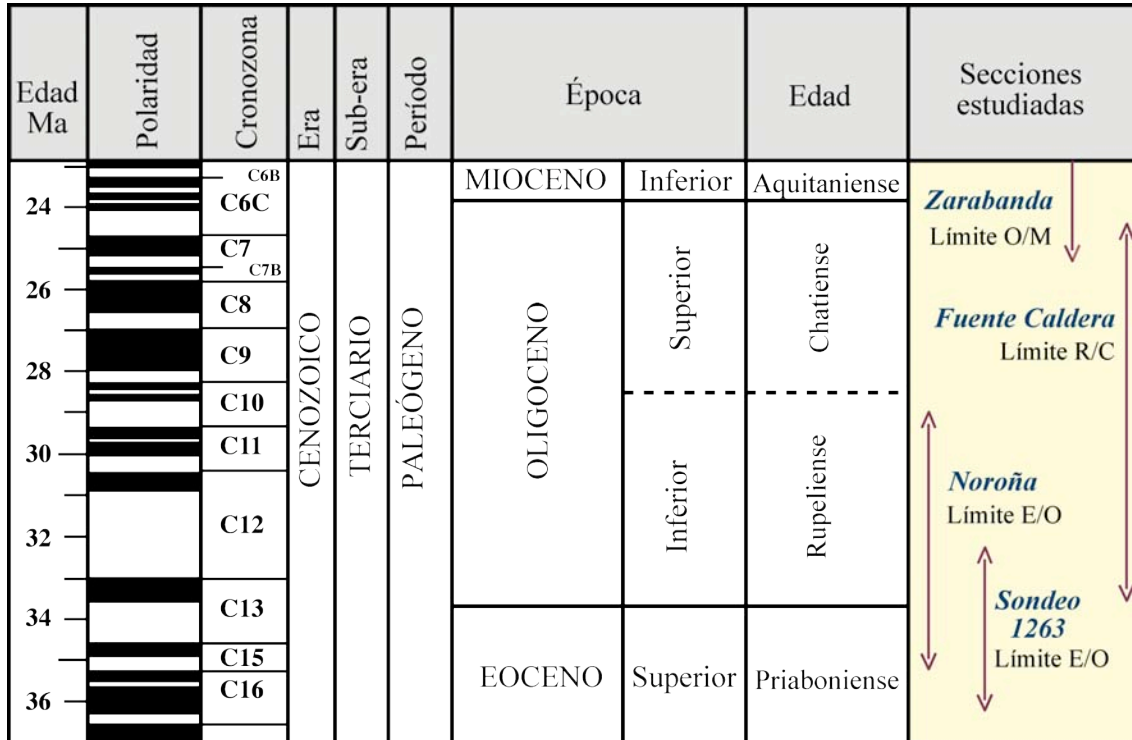 Edad
Ma
Polaridad
Cronozona
Era
Sub-era
Período
Época
Edad
Secciones
estudiadas
24
26
28
30
32
34
36
C6B
C6C
C7
C7B
C8
C9
C10
C11
C12
C13
C15
C16
CENOZOICO
TERCIARIO
PALEÓGENO
MIOCENO
Inferior
Aquitaniense
OLIGOCENO
Superior
Chatiense
Inferior
Rupeliense
EOCENO
Superior
Priaboniense
Zarabanda
Límite O/M
Fuente Caldera
Límite R/C
Noroña
Límite E/O
Sondeo
1263
Límite E/O